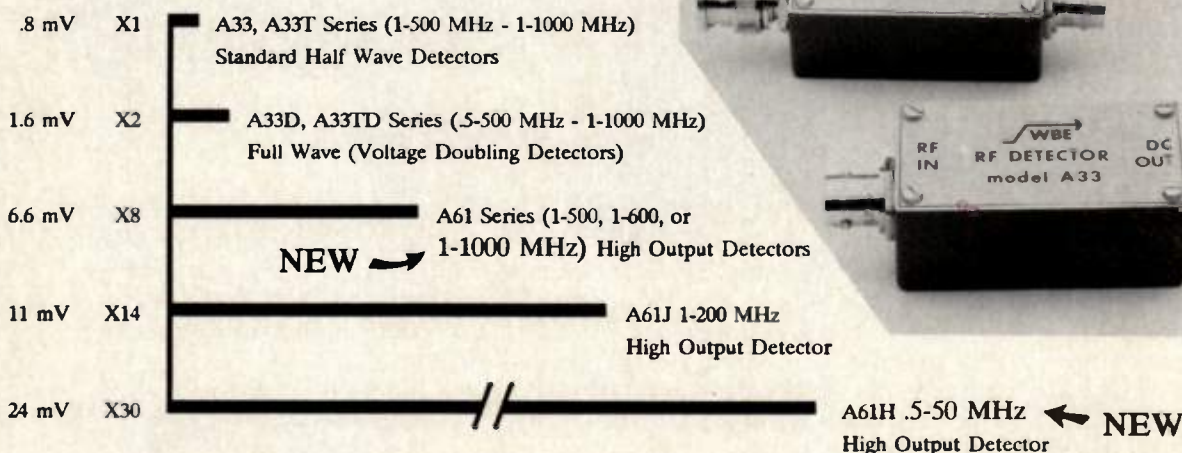 .8 mV X1 A33, A33T Series (1-500 MHz - 1-1000 MHz)
Standard Half Wave Detectors
1.6 mV X2 A33D, A33TD Series (.5-500 MHz - 1-1000 MHz)
Full Wave (Voltage Doubling Detectors)
6.6 mV X8 A61 Series (1-500, 1-600, or
NEW 1-1000 MHz) High Output Detectors
11 mV X14 A61J 1-200 MHz
High Output Detector
24 mV X30 A61H .5-50 MHz NEW
High Output Detector
WBE
RF IN RF DETECTOR DC OUT
model A33